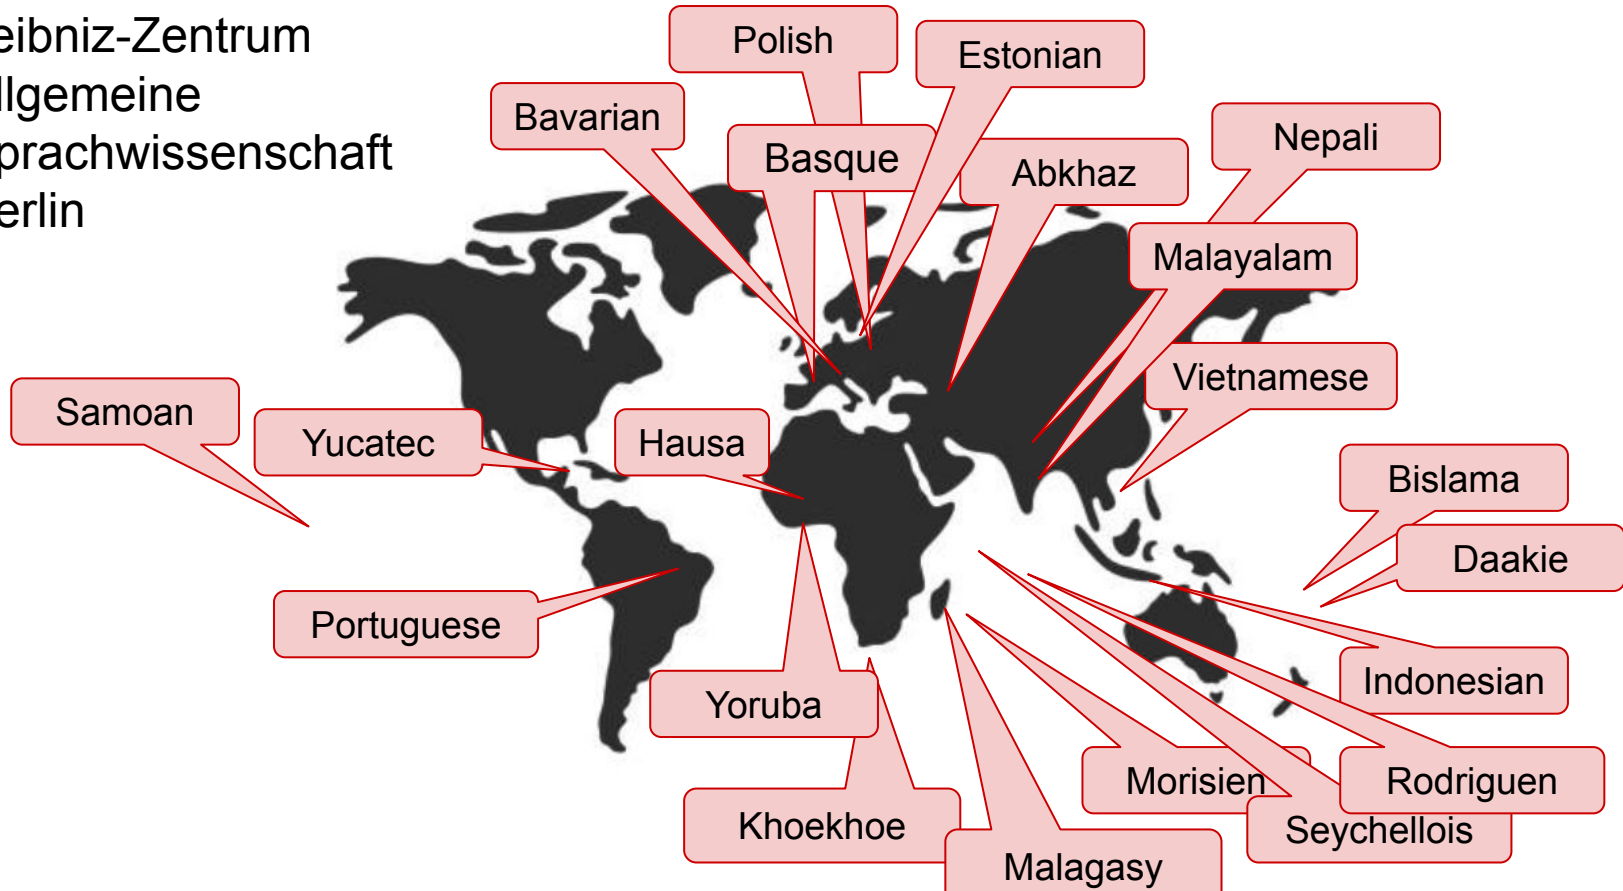 eibniz-Zentrum
llgemeine
prachwissenschaft
erlin
Polish
Estonian
Bavarian
Basque
Abkhaz
Nepali
Malayalam
Vietnamese
Samoan
Yucatec
Hausa
Bislama
Daakie
Portuguese
Yoruba
Indonesian
Khoekhoe
Morisien
Rodriguen
Seychellois
Malagasy